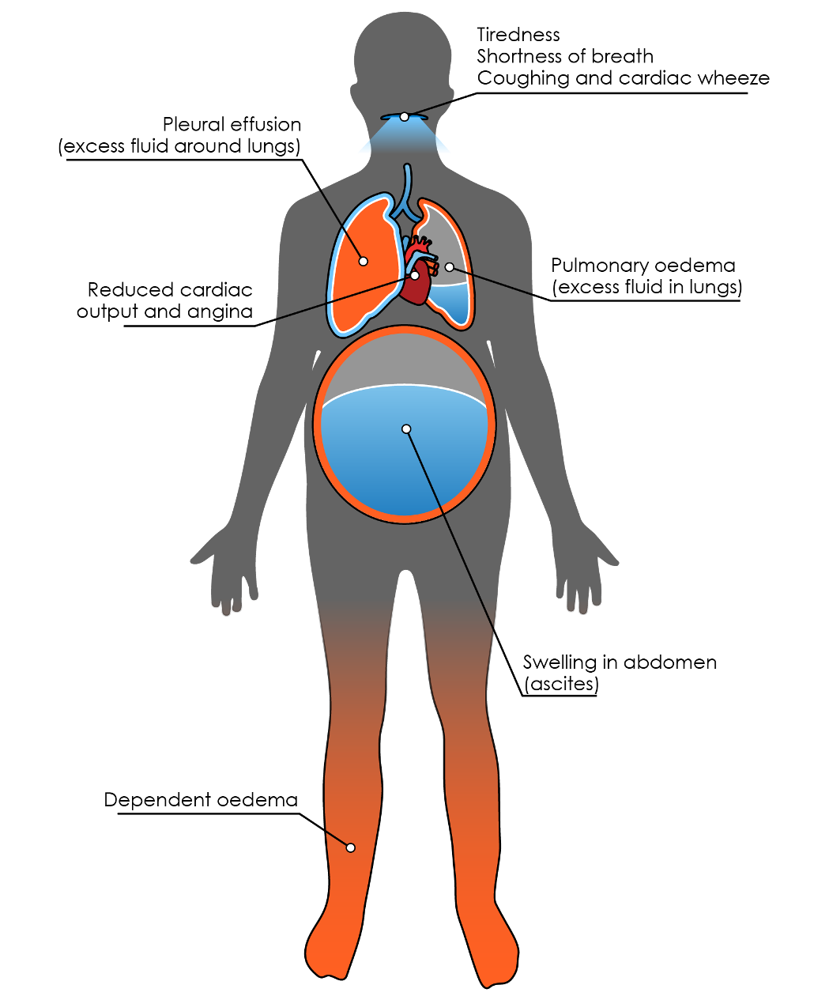 Tiredness
Shortness of breath
Coughing and cardiac wheeze
Pleural effusion
(excess fluid around lungs)
Pulmonary oedema
(excess fluid in lungs)
Reduced cardiac
output and angina
Swelling in abdomen
(ascites)
Dependent oedema